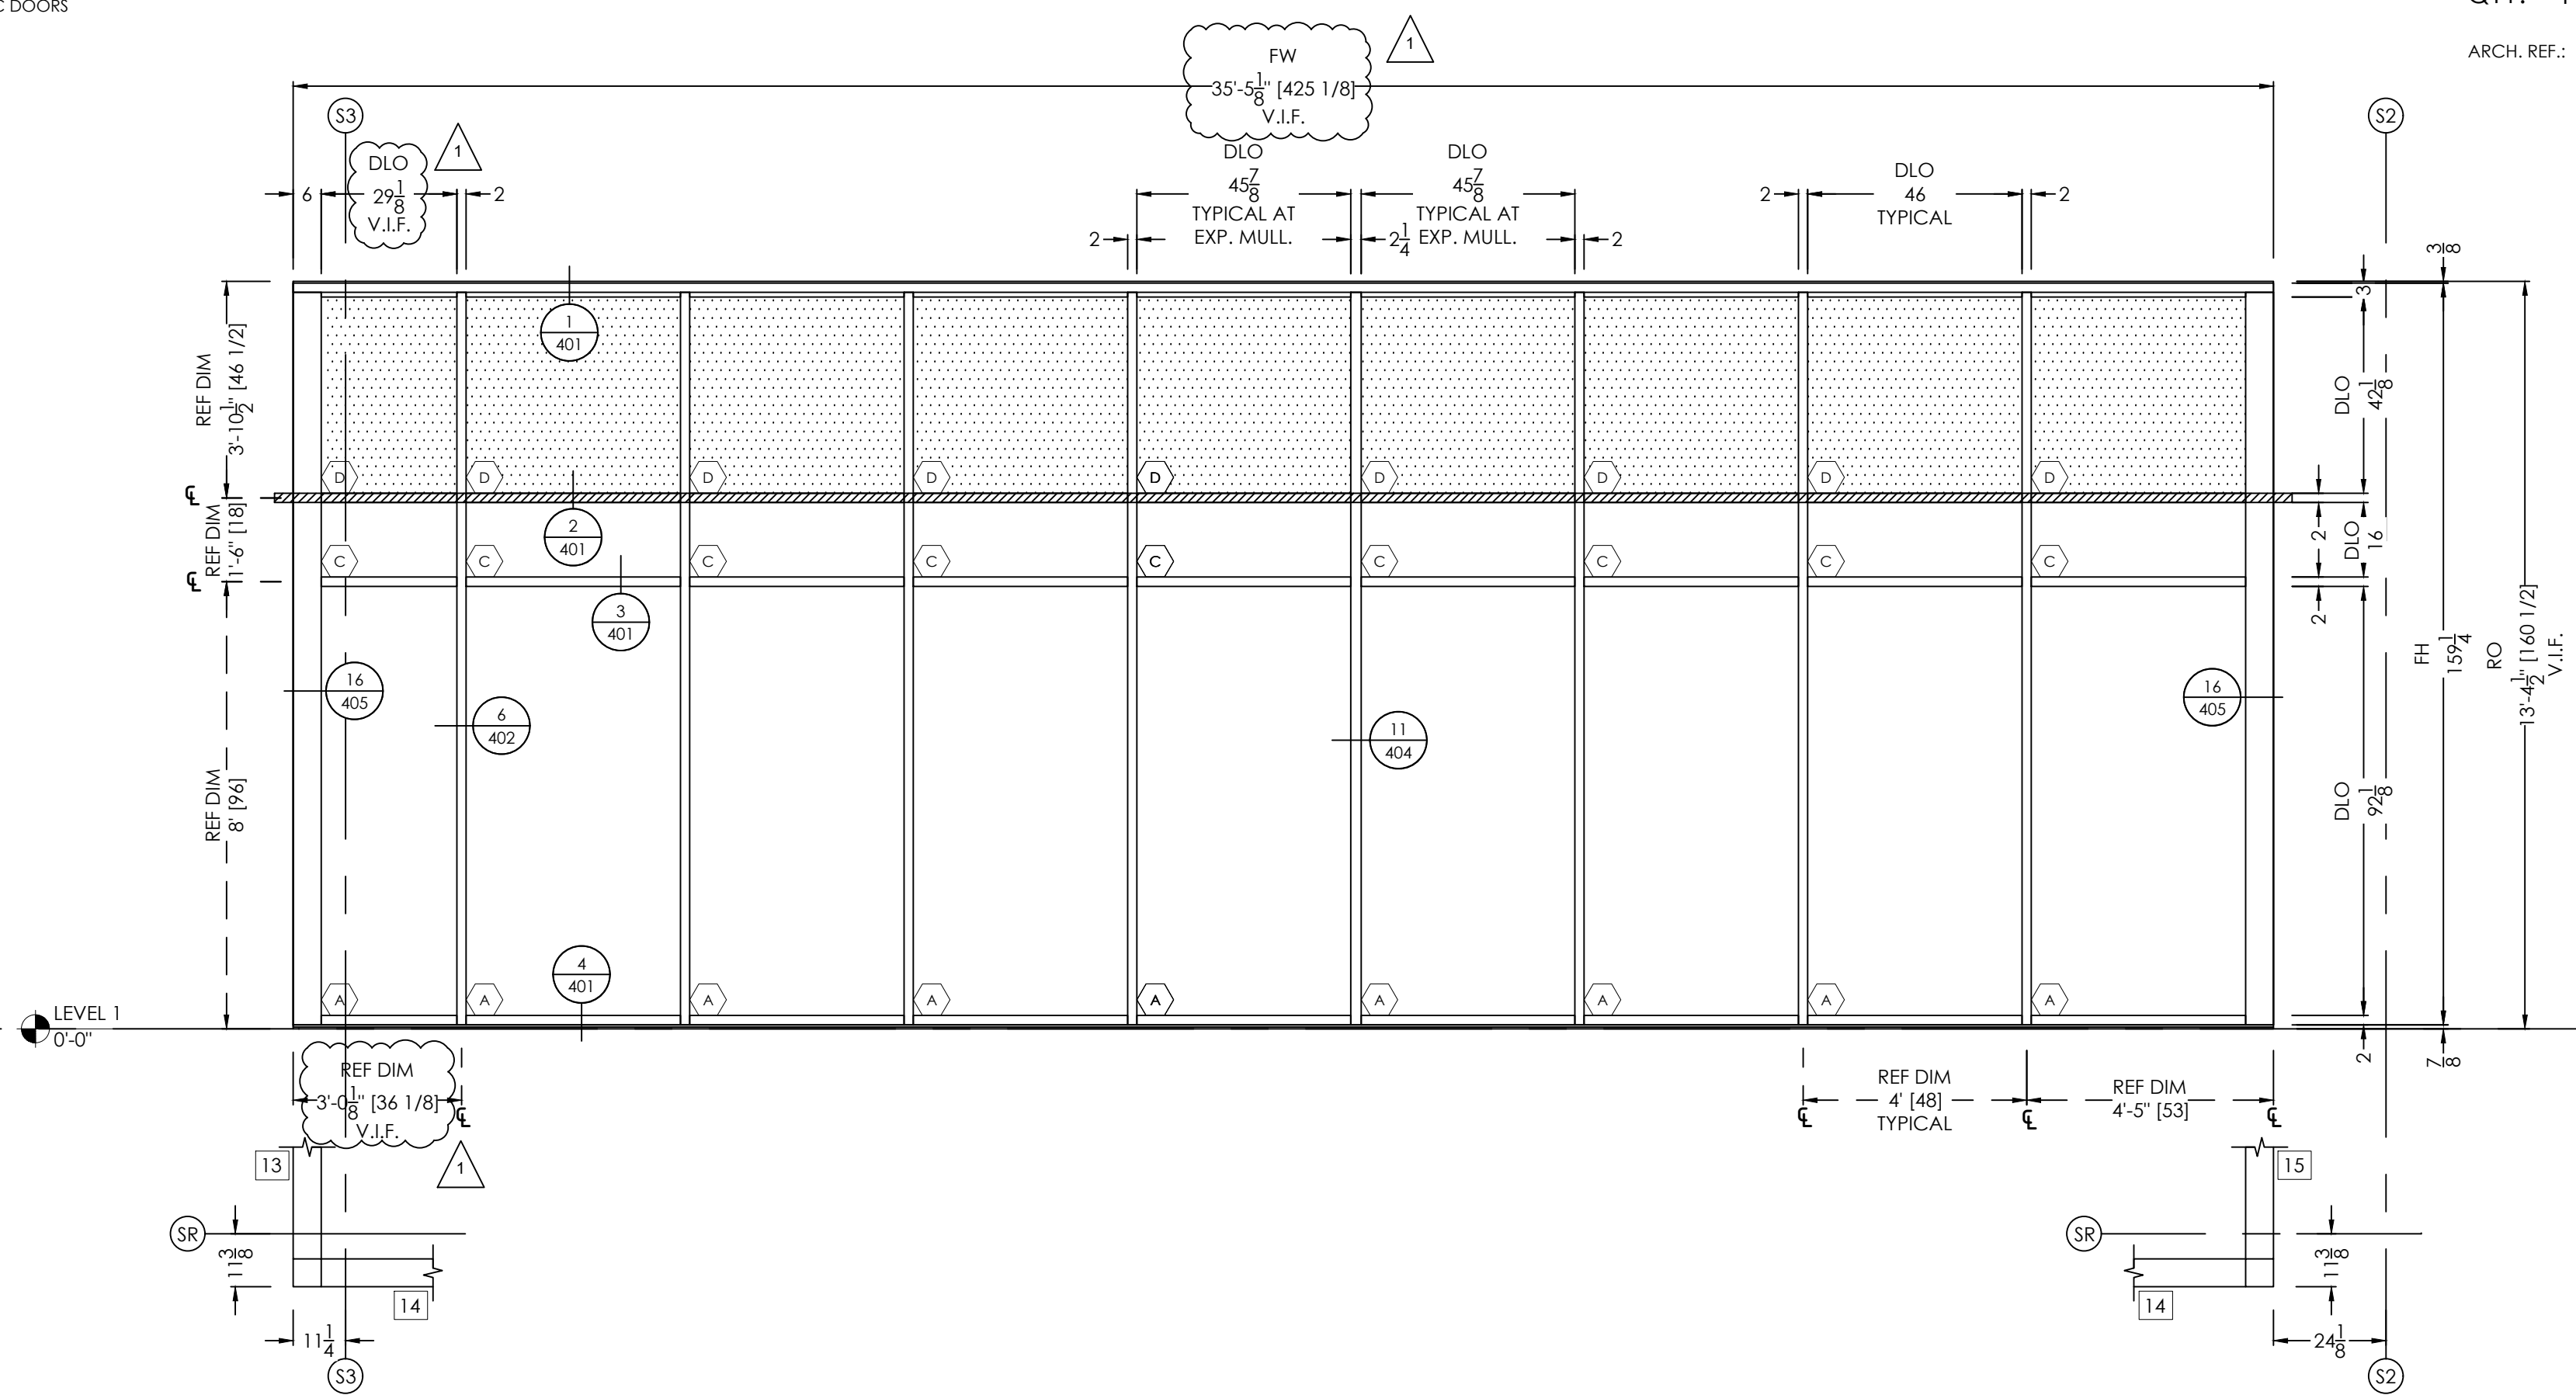 C DOORS
QTY.: 1
ARCH. REF.:
FW
35'-5 1/8" [425 1/8]
V.I.F.
1
S3
S2
DLO
29 1/8
V.I.F.
1
6
2
DLO
45 7/8
TYPICAL AT
EXP. MULL.
2
DLO
45 7/8
TYPICAL AT
EXP. MULL.
2 1/4
2
DLO
46
TYPICAL
2
2
3/8
3
REF DIM
3'-10 1/2" [46 1/2]
1
401
DLO
42 1/8
D
D
D
D
D
D
D
D
D
℄
REF DIM
1'-6" [18]
2
401
2
DLO
16
C
C
C
C
C
C
C
C
C
℄
3
401
2
FH
159 1/4
RO
13'-4 1/2" [160 1/2]
V.I.F.
16
405
6
402
11
404
16
405
REF DIM
8' [96]
DLO
92 1/8
4
401
A
A
A
A
A
A
A
A
A
LEVEL 1
0'-0"
2
7/8
REF DIM
3'-0 1/8" [36 1/8]
V.I.F.
℄
1
REF DIM
4' [48]
TYPICAL
℄
℄
REF DIM
4'-5" [53]
℄
13
15
SR
11 3/8
14
11 1/4
S3
SR
11 3/8
14
24 1/8
S2